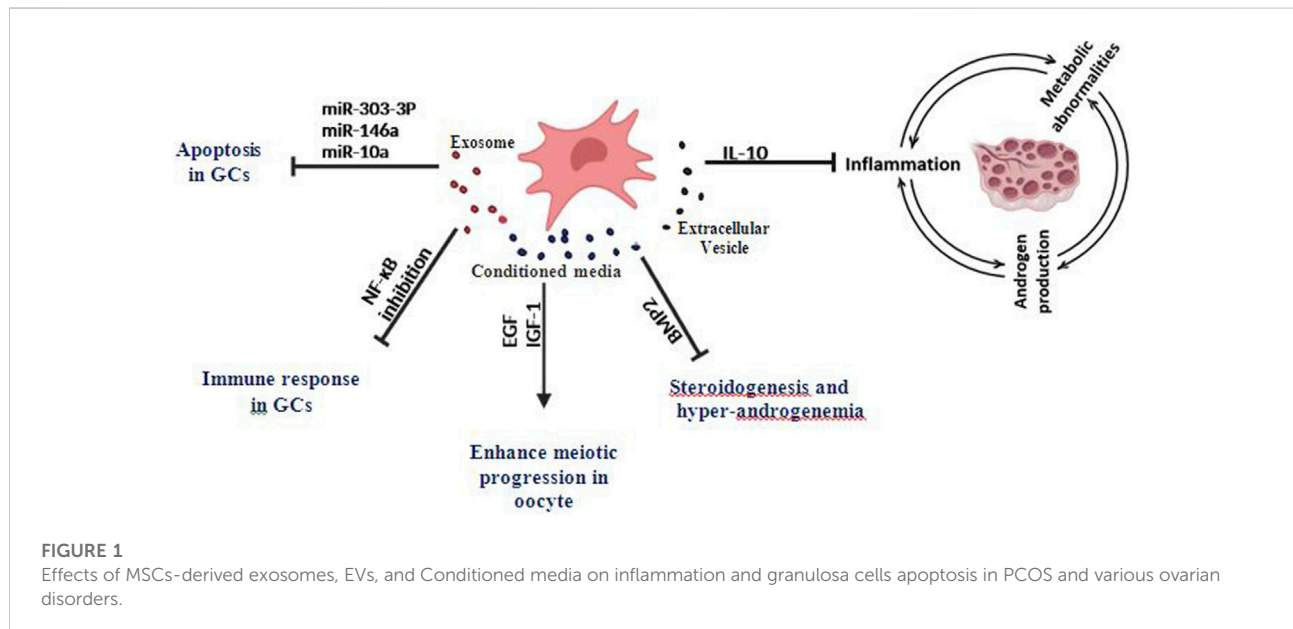 miR-303-3P
miR-146a
miR-10a
Apoptosis
in GCs
Exosome
IL-10
Inflammation
Metabolic
abnormalities
Androgen
production
Extracellular
Vesicle
Conditioned media
NF-κB
inhibition
EGF
IGF-1
BMP2
Immune response
in GCs
Steroidogenesis and
hyper-androgenemia
Enhance meiotic
progression in
oocyte
FIGURE 1
Effects of MSCs-derived exosomes, EVs, and Conditioned media on inflammation and granulosa cells apoptosis in PCOS and various ovarian
disorders.